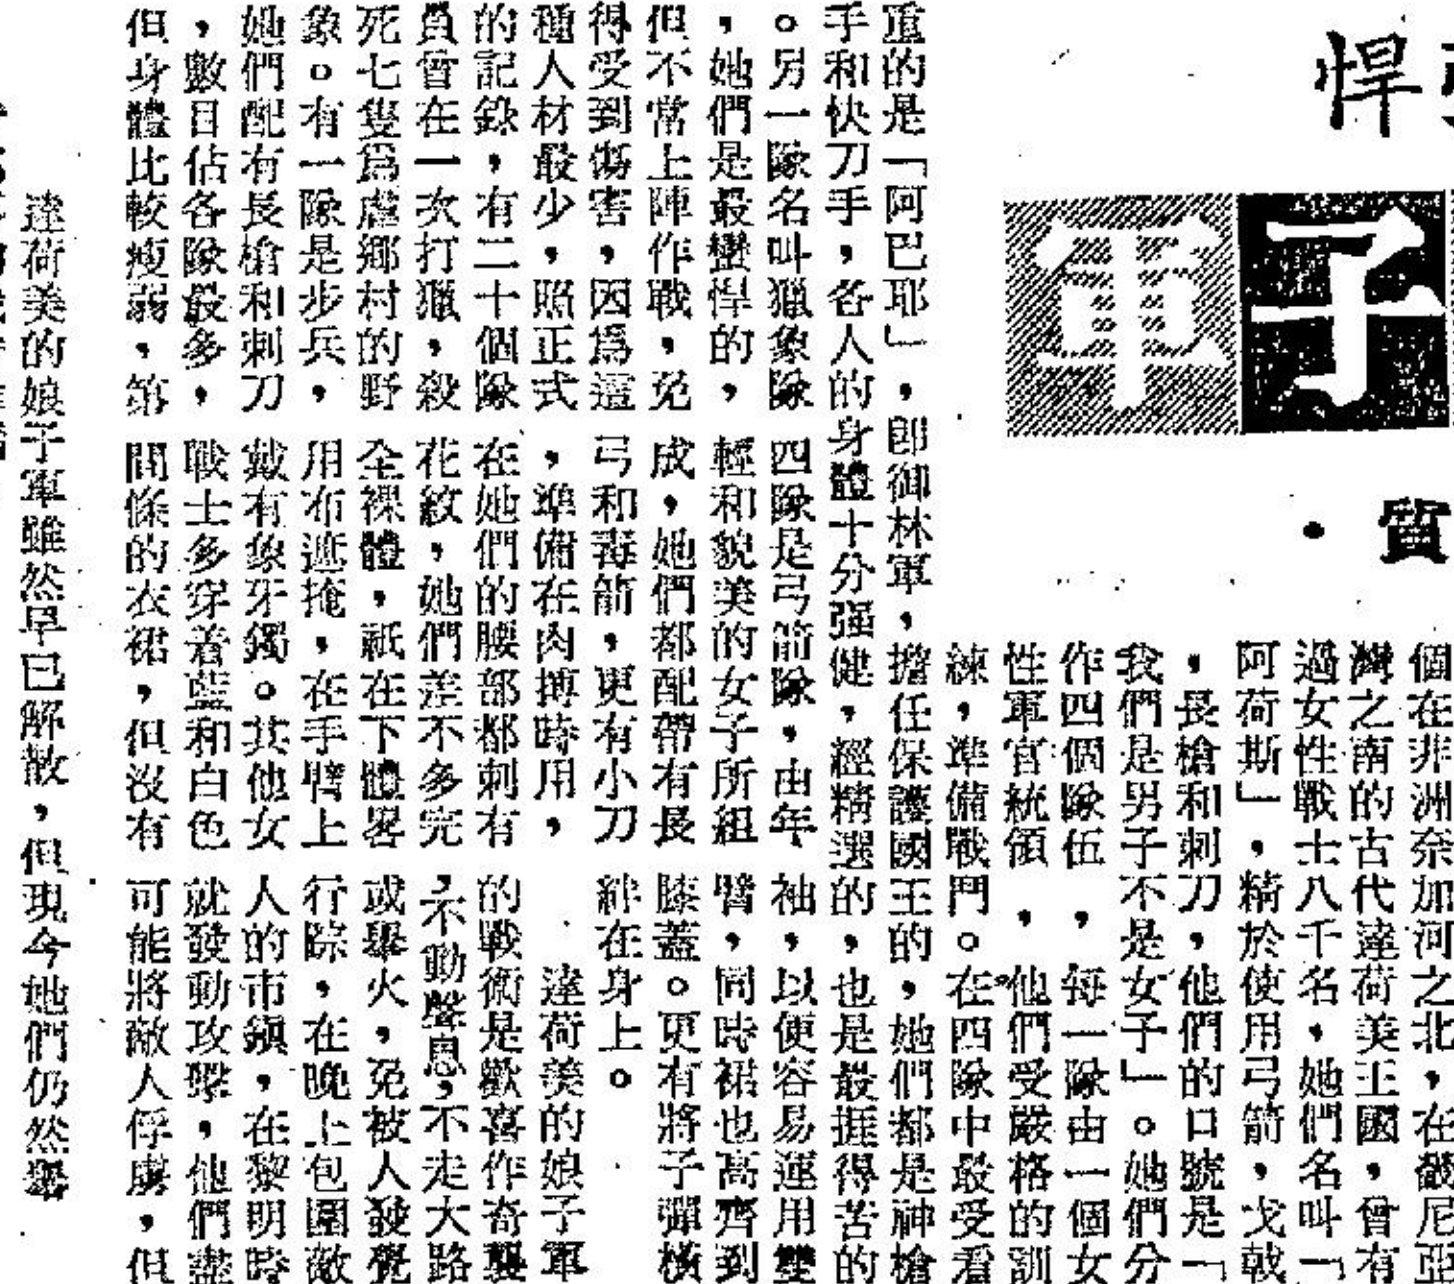 悍
子軍
質・
個在非洲奈加河之北，在畿尼亞
灣之南的古代達荷美王國，曾有
過女性戰士八千名，她們名叫「
阿荷斯」，精於使用弓箭，戈戟
，長槍和刺刀，他們的口號是「
我們是男子不是女子」。她們分
作四個隊伍，每一隊由一個女
性軍官統領，他們受嚴格的訓
練，準備戰鬥。在四隊中最受看
重的是「阿巴耶」，即御林軍，擔任保護國王的，她們都是神槍
手和快刀手，各人的身體十分强健，經精選的，也是最捱得苦的
。另一隊名叫獵象隊
，她們是最蠻悍的，
但不常上陣作戰，免
得受到傷害，因爲這
種人材最少，照正式
的記錄，有二十個隊
員曾在一次打獵，殺
死七隻爲虐鄉村的野
象。有一隊是步兵，
她們配有長槍和刺刀
，數目佔各隊最多，
但身體比較瘦弱，第
四隊是弓箭隊，由年
輕和貌美的女子所組
成，她們都配帶有長
弓和毒箭，更有小刀
，準備在肉搏時用，
在她們的腰部都刺有
花紋，她們差不多完
全裸體，祇在下體畧
用布遮掩，在手臂上
戴有象牙鐲。其他女
戰士多穿着藍和白色
間條的衣裙，但沒有
袖，以便容易運用雙
臂，同時裙也高齊到
膝蓋。更有將子彈橫
絆在身上。
達荷美的娘子軍
的戰術是歡喜作奇襲
，不動聲息，不走大路
或舉火，免被人發覺
行踪，在晚上包圍敵
人的市鎮，在黎明時
就發動攻擊，他們盡
可能將敵人俘虜，但
達荷美的娘子軍雖然早已解散，但現今她們仍然舉